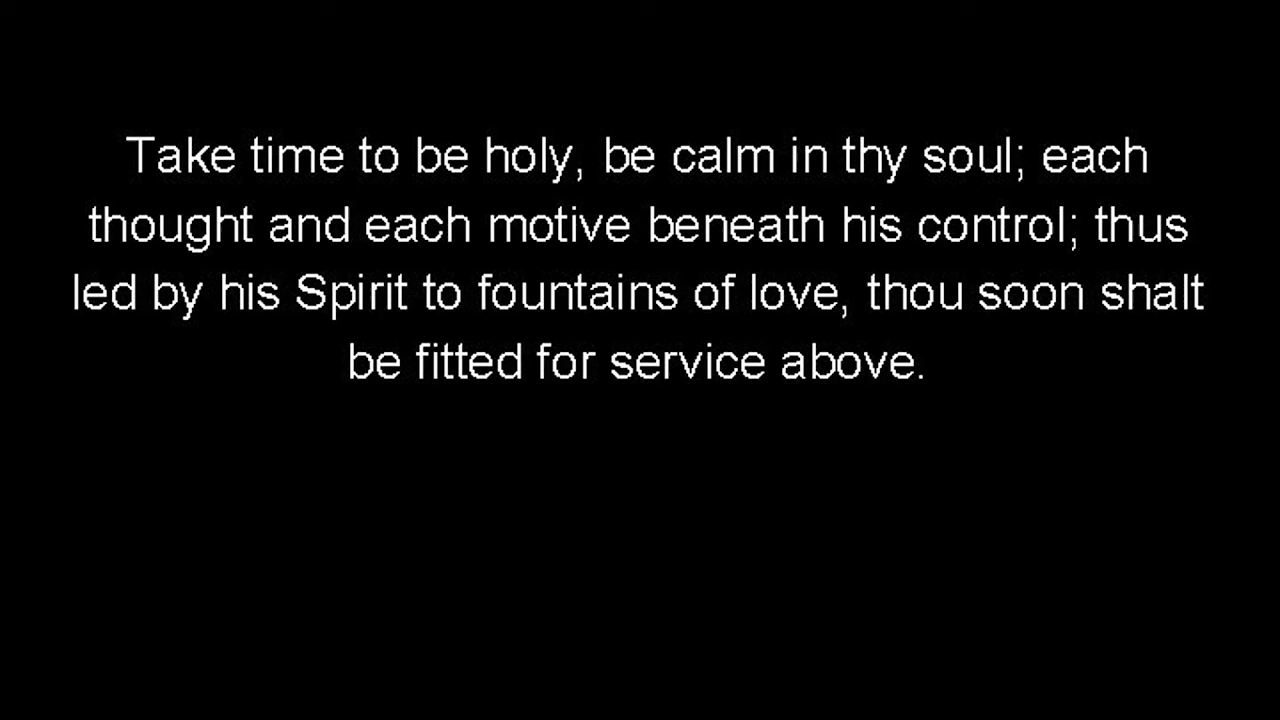 Take time to be holy, be calm in thy soul; each
thought and each motive beneath his control; thus
led by his Spirit to fountains of love, thou soon shalt
be fitted for service above.